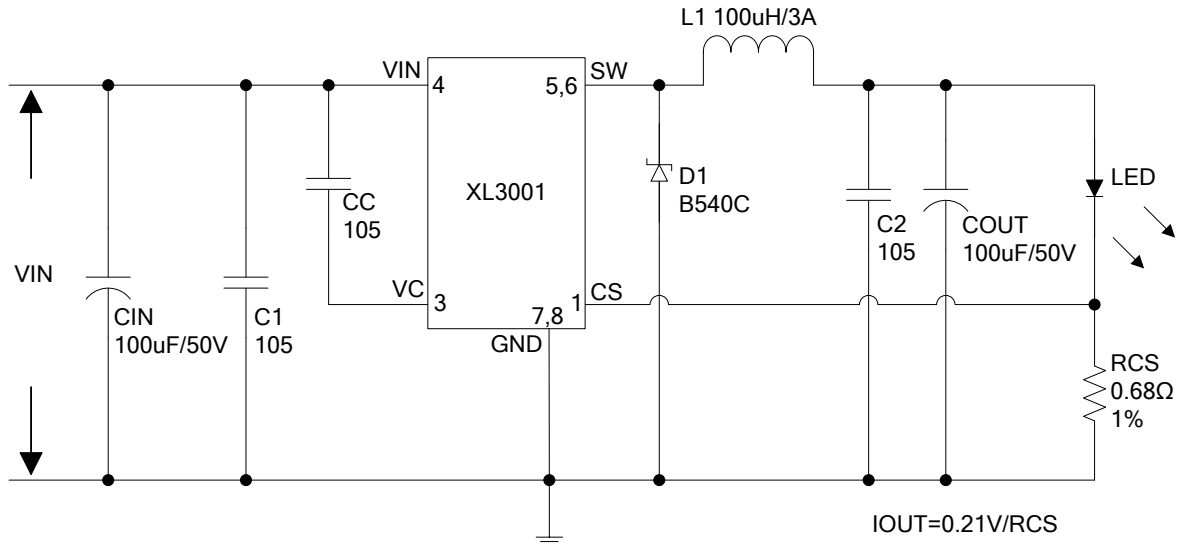 L1 100uH/3A
VIN
4
5,6
SW
XL3001
CC
105
D1
B540C
C2
105
COUT
100uF/50V
LED
VIN
VC
3
1
CS
7,8
GND
CIN
100uF/50V
C1
105
RCS
0.68Ω
1%
IOUT=0.21V/RCS